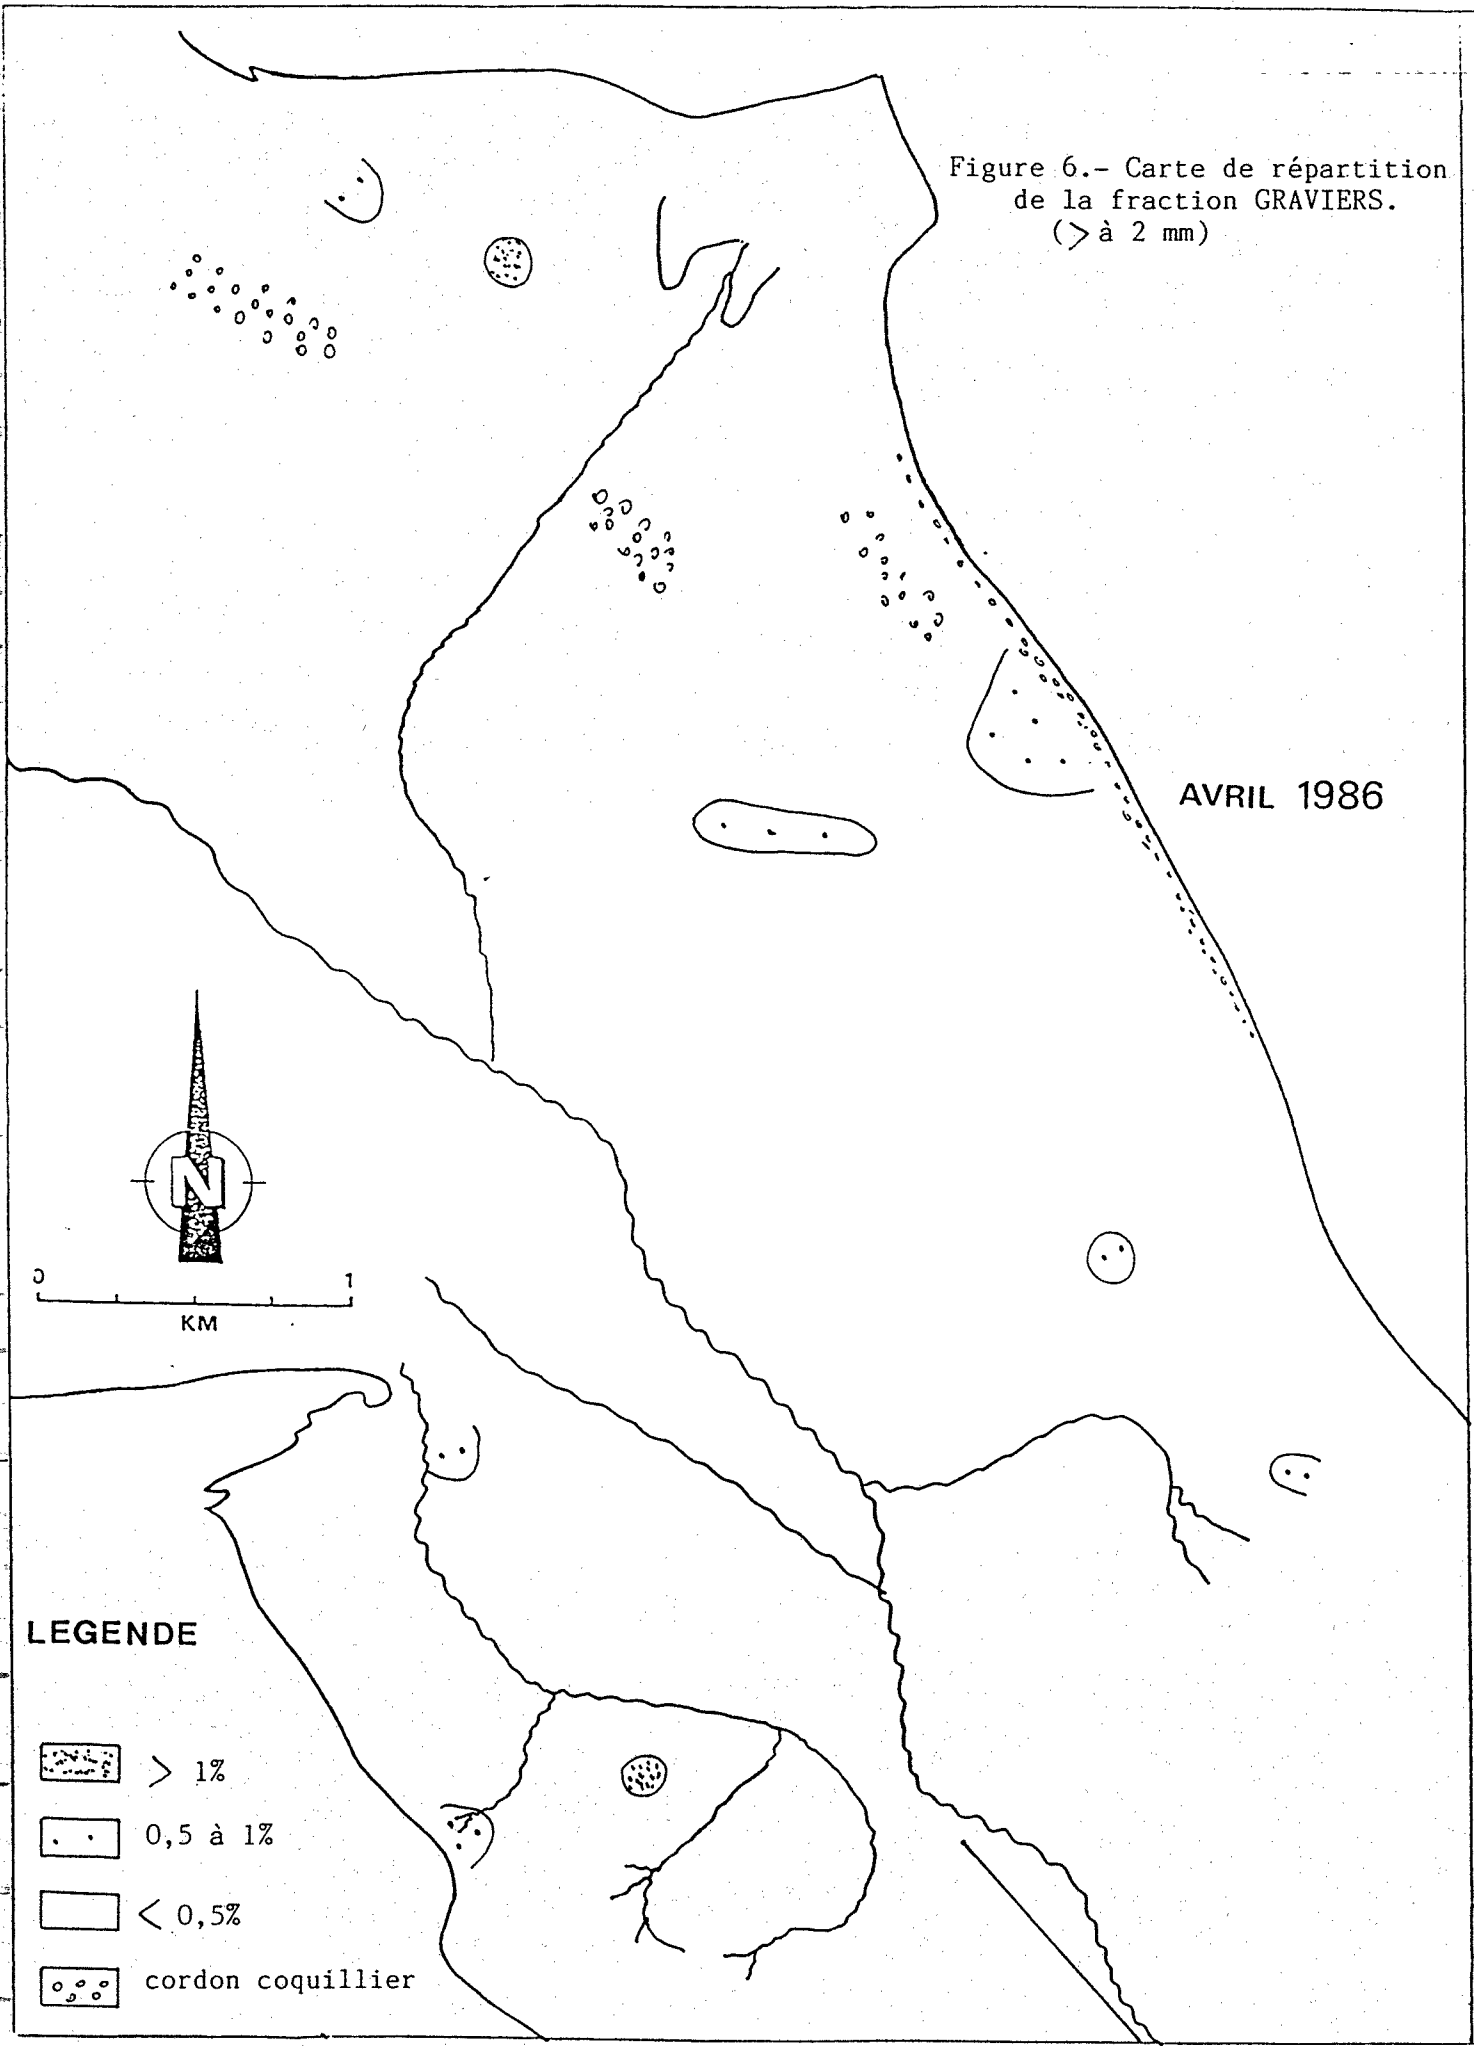 Figure 6.- Carte de répartition
de la fraction GRAVIERS.
(> à 2 mm)
AVRIL 1986
N
0 1
KM
LEGENDE
> 1%
0,5 à 1%
< 0,5%
cordon coquillier